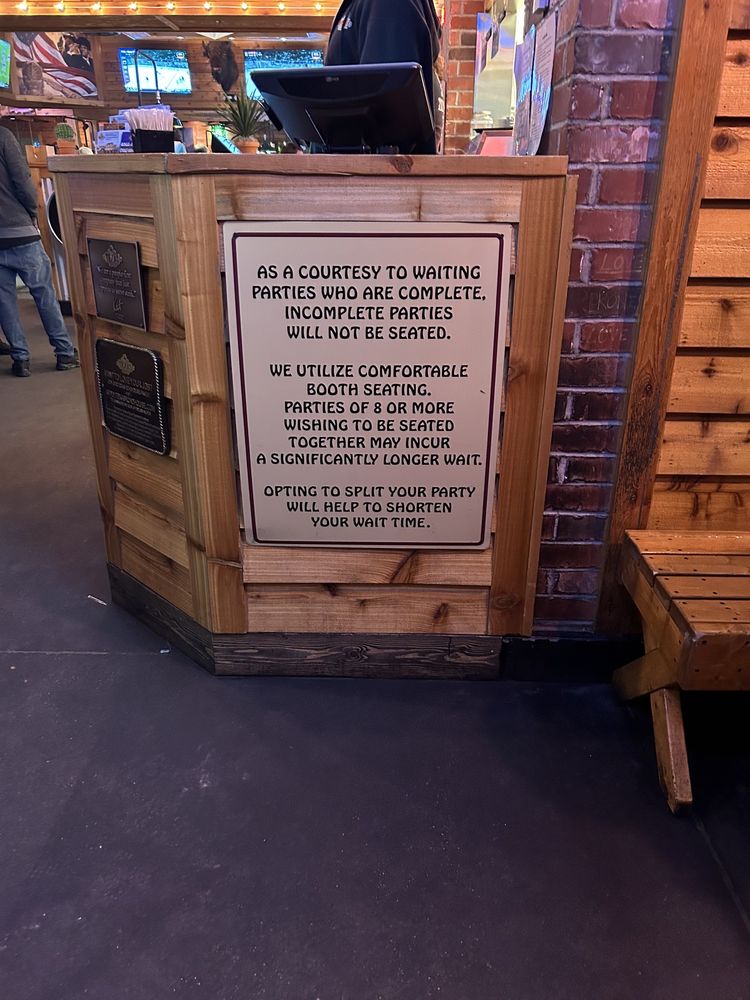 AS A COURTESY TO WAITING
PARTIES WHO ARE COMPLETE,
INCOMPLETE PARTIES
WILL NOT BE SEATED.
WE UTILIZE COMFORTABLE
BOOTH SEATING.
PARTIES OF 8 OR MORE
WISHING TO BE SEATED
TOGETHER MAY INCUR
A SIGNIFICANTLY LONGER WAIT.
OPTING TO SPLIT YOUR PARTY
WILL HELP TO SHORTEN
YOUR WAIT TIME.